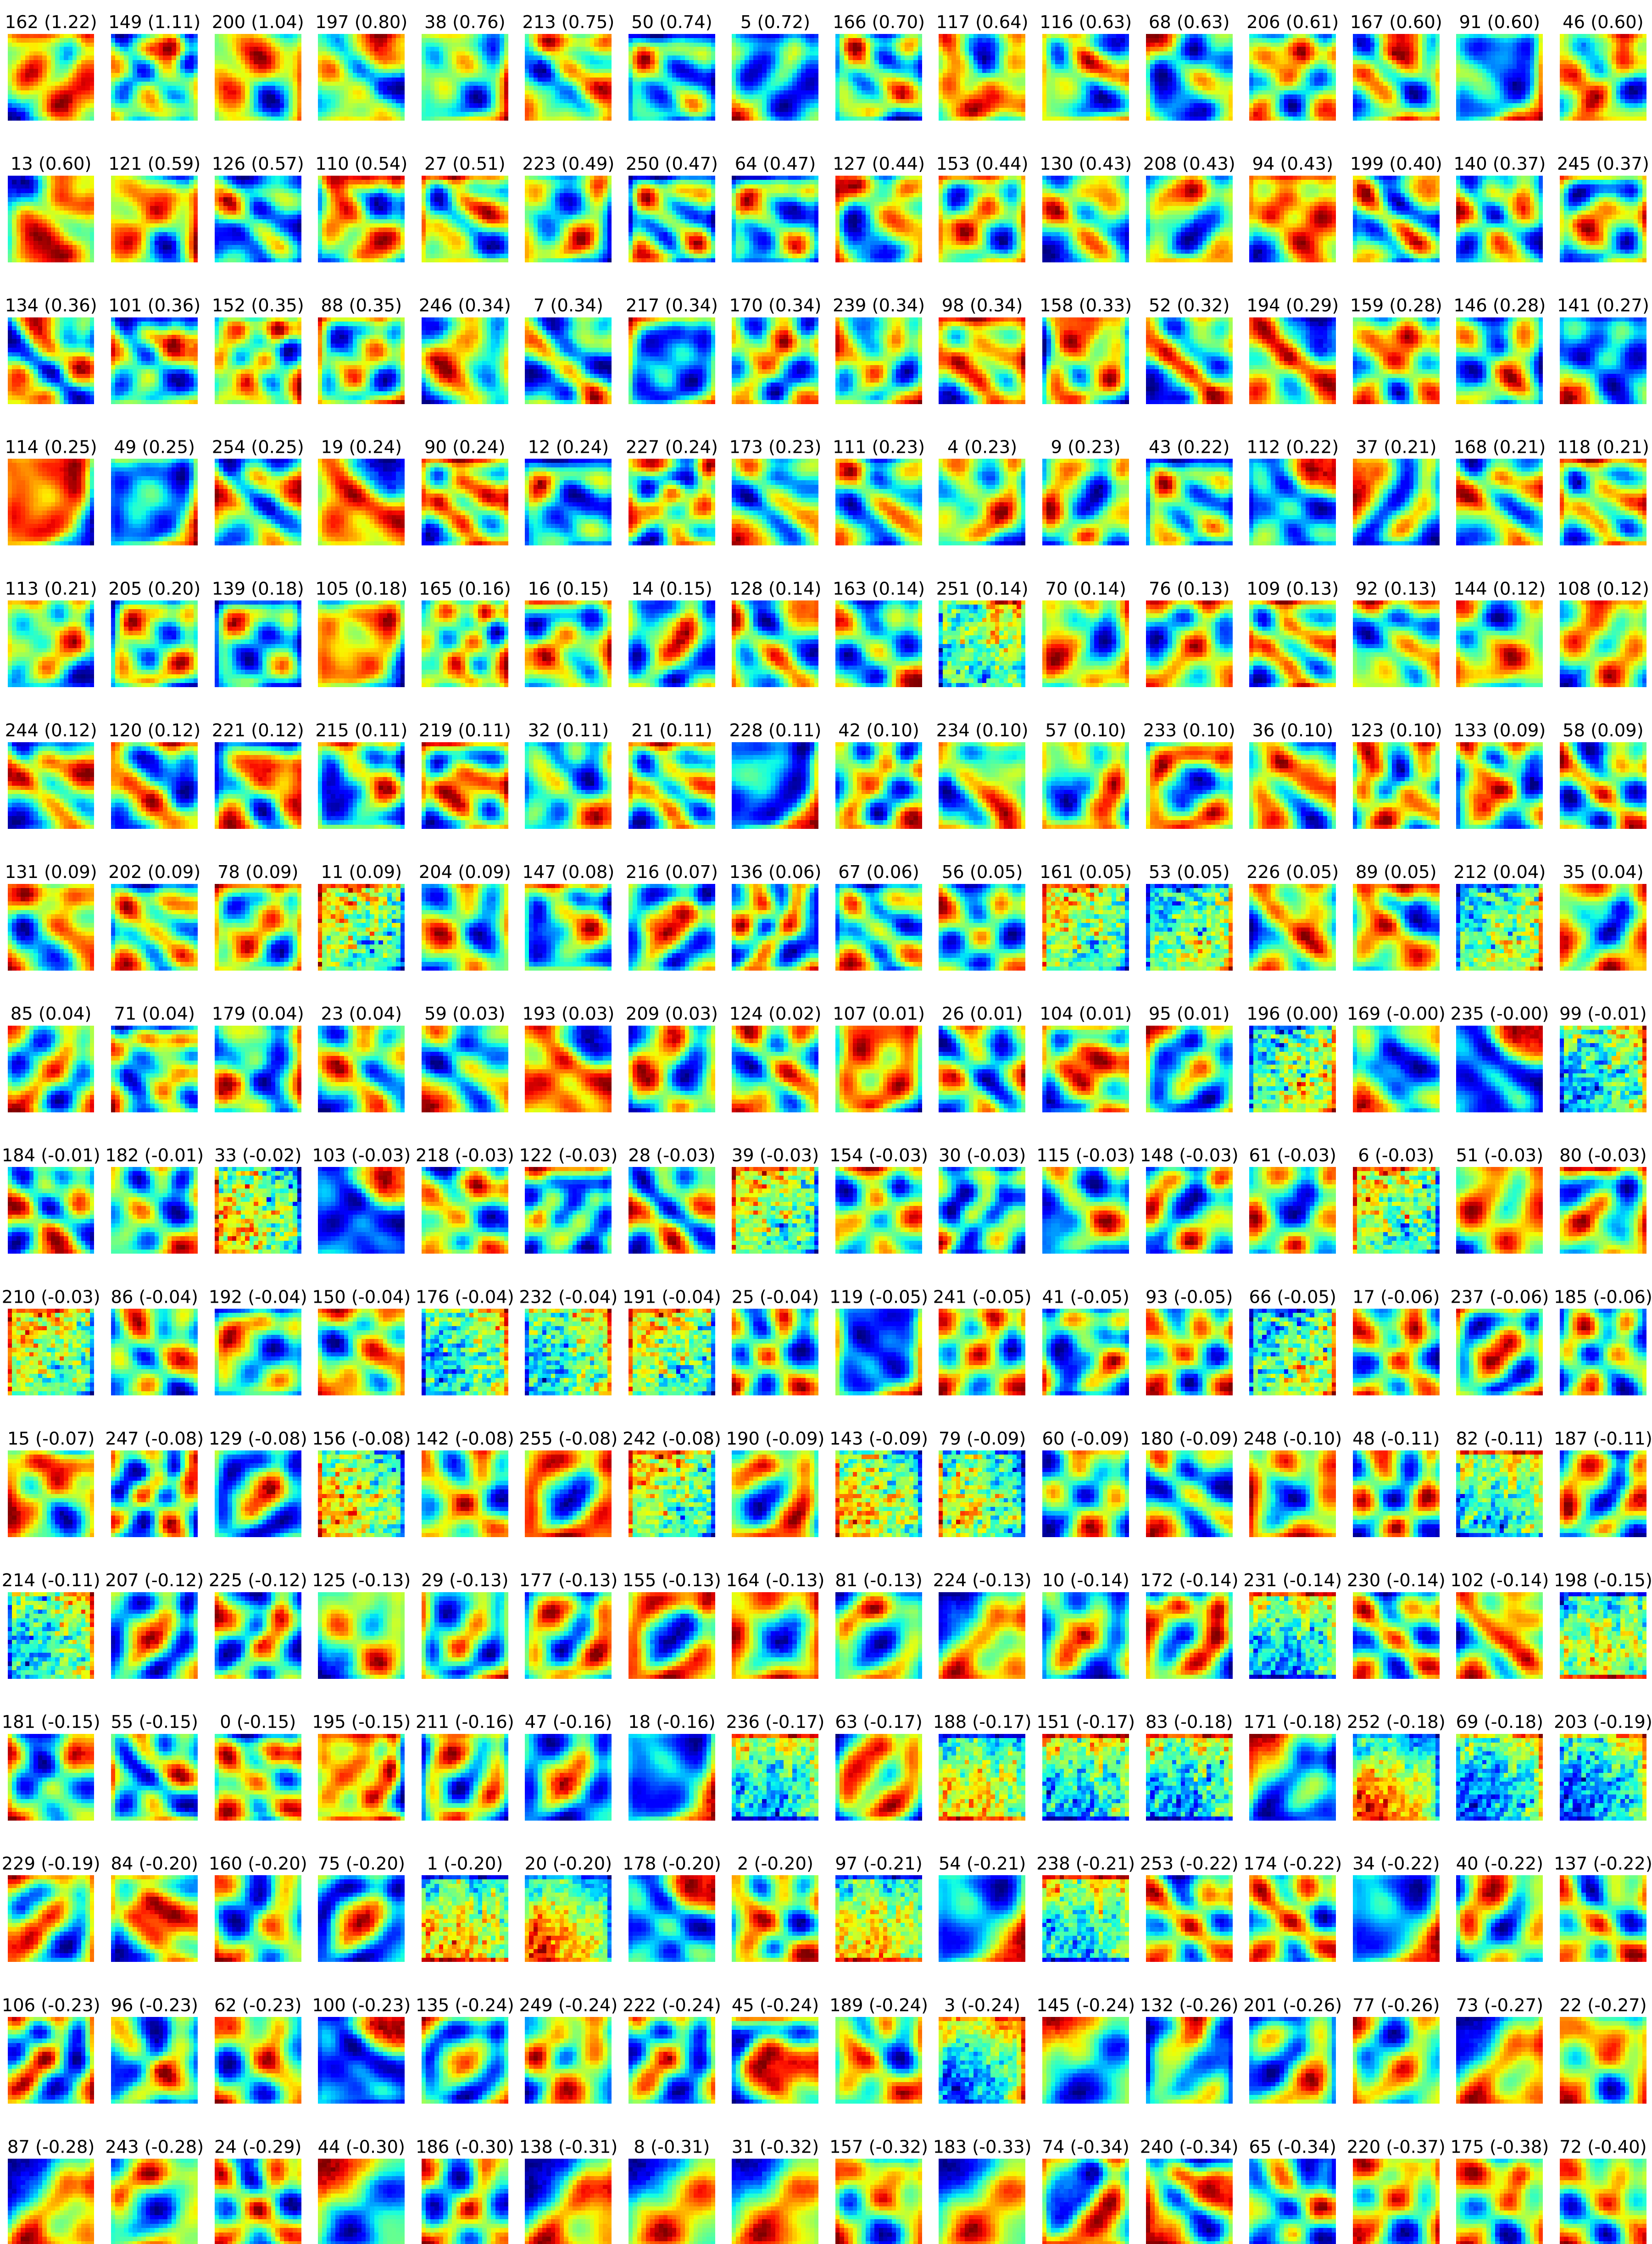 162 (1.22) 149 (1.11) 200 (1.04) 197 (0.80) 38 (0.76) 213 (0.75) 50 (0.74) 5 (0.72) 166 (0.70) 117 (0.64) 116 (0.63) 68 (0.63) 206 (0.61) 167 (0.60) 91 (0.60) 46 (0.60)
13 (0.60) 121 (0.59) 126 (0.57) 110 (0.54) 27 (0.51) 223 (0.49) 250 (0.47) 64 (0.47) 127 (0.44) 153 (0.44) 130 (0.43) 208 (0.43) 94 (0.43) 199 (0.40) 140 (0.37) 245 (0.37)
134 (0.36) 101 (0.36) 152 (0.35) 88 (0.35) 246 (0.34) 7 (0.34) 217 (0.34) 170 (0.34) 239 (0.34) 98 (0.34) 158 (0.33) 52 (0.32) 194 (0.29) 159 (0.28) 146 (0.28) 141 (0.27)
114 (0.25) 49 (0.25) 254 (0.25) 19 (0.24) 90 (0.24) 12 (0.24) 227 (0.24) 173 (0.23) 111 (0.23) 4 (0.23) 9 (0.23) 43 (0.22) 112 (0.22) 37 (0.21) 168 (0.21) 118 (0.21)
113 (0.21) 205 (0.20) 139 (0.18) 105 (0.18) 165 (0.16) 16 (0.15) 14 (0.15) 128 (0.14) 163 (0.14) 251 (0.14) 70 (0.14) 76 (0.13) 109 (0.13) 92 (0.13) 144 (0.12) 108 (0.12)
244 (0.12) 120 (0.12) 221 (0.12) 215 (0.11) 219 (0.11) 32 (0.11) 21 (0.11) 228 (0.11) 42 (0.10) 234 (0.10) 57 (0.10) 233 (0.10) 36 (0.10) 123 (0.10) 133 (0.09) 58 (0.09)
131 (0.09) 202 (0.09) 78 (0.09) 11 (0.09) 204 (0.09) 147 (0.08) 216 (0.07) 136 (0.06) 67 (0.06) 56 (0.05) 161 (0.05) 53 (0.05) 226 (0.05) 89 (0.05) 212 (0.04) 35 (0.04)
85 (0.04) 71 (0.04) 179 (0.04) 23 (0.04) 59 (0.03) 193 (0.03) 209 (0.03) 124 (0.02) 107 (0.01) 26 (0.01) 104 (0.01) 95 (0.01) 196 (0.00) 169 (-0.00) 235 (-0.00) 99 (-0.01)
184 (-0.01) 182 (-0.01) 33 (-0.02) 103 (-0.03) 218 (-0.03) 122 (-0.03) 28 (-0.03) 39 (-0.03) 154 (-0.03) 30 (-0.03) 115 (-0.03) 148 (-0.03) 61 (-0.03) 6 (-0.03) 51 (-0.03) 80 (-0.03)
210 (-0.03) 86 (-0.04) 192 (-0.04) 150 (-0.04) 176 (-0.04) 232 (-0.04) 191 (-0.04) 25 (-0.04) 119 (-0.05) 241 (-0.05) 41 (-0.05) 93 (-0.05) 66 (-0.05) 17 (-0.06) 237 (-0.06) 185 (-0.06)
15 (-0.07) 247 (-0.08) 129 (-0.08) 156 (-0.08) 142 (-0.08) 255 (-0.08) 242 (-0.08) 190 (-0.09) 143 (-0.09) 79 (-0.09) 60 (-0.09) 180 (-0.09) 248 (-0.10) 48 (-0.11) 82 (-0.11) 187 (-0.11)
214 (-0.11) 207 (-0.12) 225 (-0.12) 125 (-0.13) 29 (-0.13) 177 (-0.13) 155 (-0.13) 164 (-0.13) 81 (-0.13) 224 (-0.13) 10 (-0.14) 172 (-0.14) 231 (-0.14) 230 (-0.14) 102 (-0.14) 198 (-0.15)
181 (-0.15) 55 (-0.15) 0 (-0.15) 195 (-0.15) 211 (-0.16) 47 (-0.16) 18 (-0.16) 236 (-0.17) 63 (-0.17) 188 (-0.17) 151 (-0.17) 83 (-0.18) 171 (-0.18) 252 (-0.18) 69 (-0.18) 203 (-0.19)
229 (-0.19) 84 (-0.20) 160 (-0.20) 75 (-0.20) 1 (-0.20) 20 (-0.20) 178 (-0.20) 2 (-0.20) 97 (-0.21) 54 (-0.21) 238 (-0.21) 253 (-0.22) 174 (-0.22) 34 (-0.22) 40 (-0.22) 137 (-0.22)
106 (-0.23) 96 (-0.23) 62 (-0.23) 100 (-0.23) 135 (-0.24) 249 (-0.24) 222 (-0.24) 45 (-0.24) 189 (-0.24) 3 (-0.24) 145 (-0.24) 132 (-0.26) 201 (-0.26) 77 (-0.26) 73 (-0.27) 22 (-0.27)
87 (-0.28) 243 (-0.28) 24 (-0.29) 44 (-0.30) 186 (-0.30) 138 (-0.31) 8 (-0.31) 31 (-0.32) 157 (-0.32) 183 (-0.33) 74 (-0.34) 240 (-0.34) 65 (-0.34) 220 (-0.37) 175 (-0.38) 72 (-0.40)